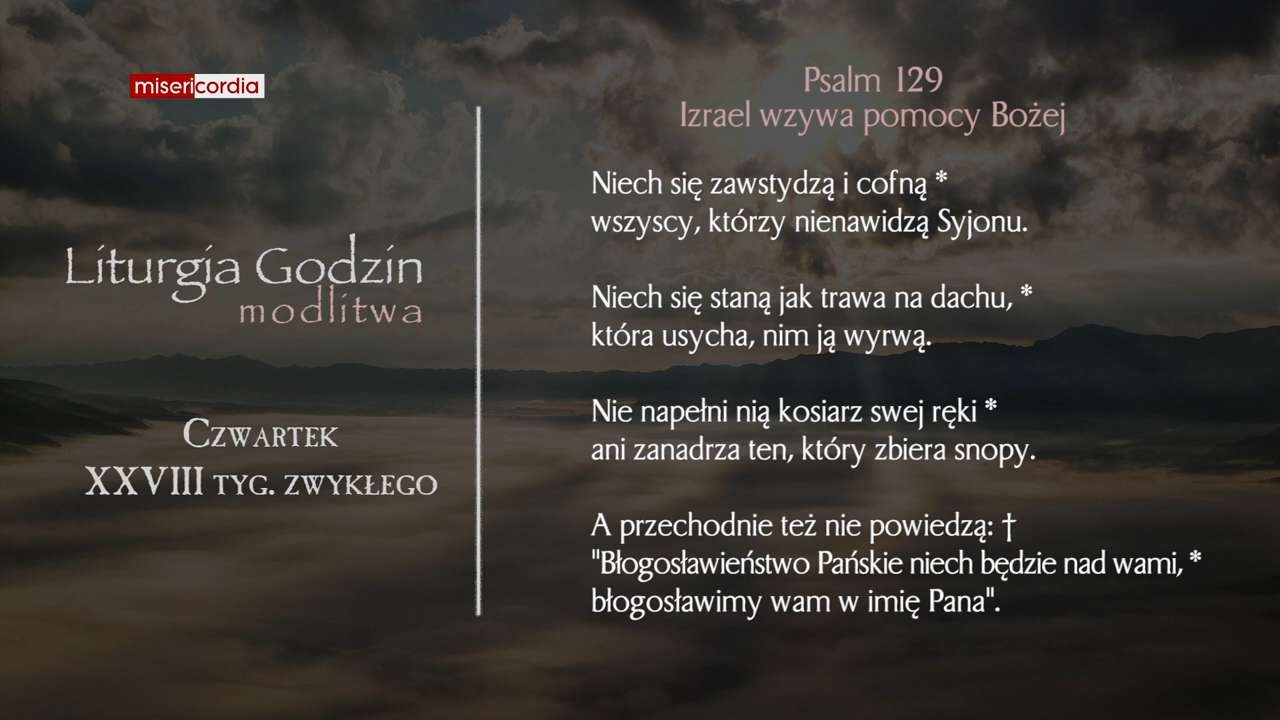 misericordia
Liturgia Godzin
modlitwa
Czwartek
XXVIII tyg. zwykłego
Psalm 129
Izrael wzywa pomocy Bożej
Niech się zawstydzą i cofną *
wszyscy, którzy nienawidzą Syjonu.
Niech się staną jak trawa na dachu, *
która usycha, nim ją wyrwą.
Nie napełni nią kosiarz swej ręki *
ani zanadrza ten, który zbiera snopy.
A przechodnie też nie powiedzą: †
"Błogosławieństwo Pańskie niech będzie nad wami, *
błogosławimy wam w imię Pana".